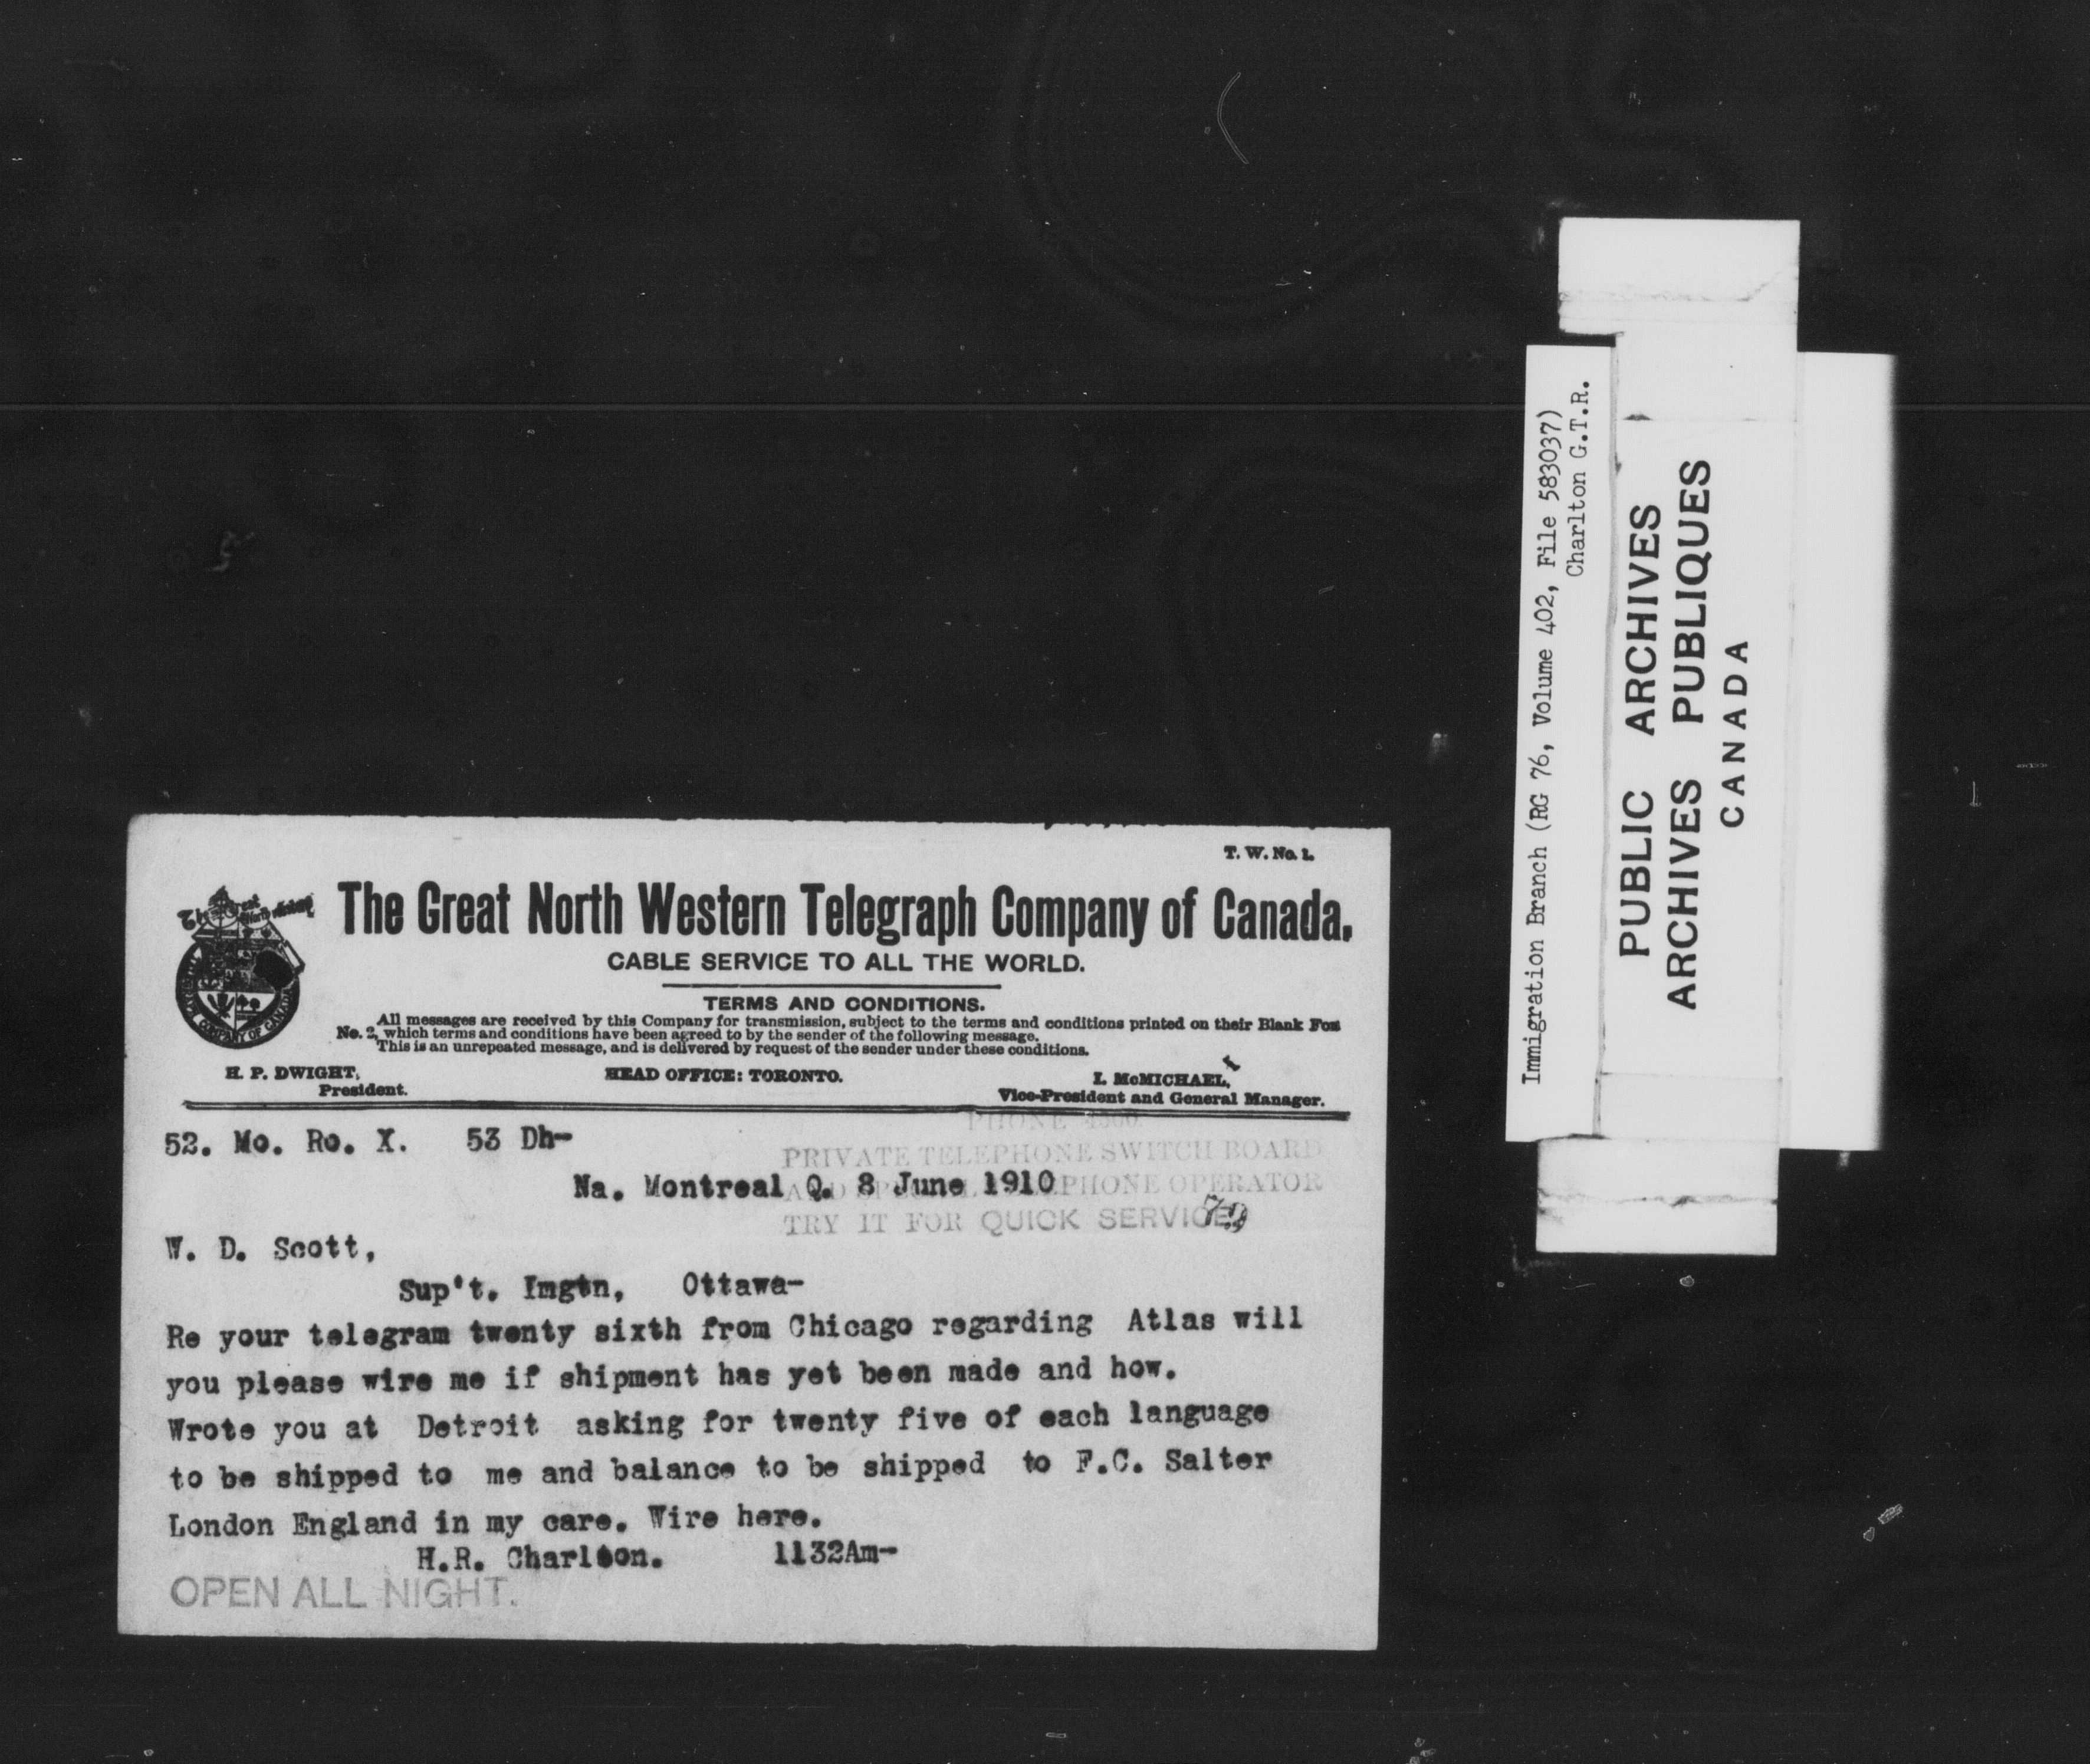 T. W. No. 1.
The Great North Western Telegraph Company of Canada.
CABLE SERVICE TO ALL THE WORLD.
TERMS AND CONDITIONS.
All messages are received by this Company for transmission, subject to the terms and conditions printed on their Blank
No. 2, which terms and conditions have been agreed to by the sender of the following message.
This is an unrepeated message, and is delivered by request of the sender under these conditions.
H. P. DWIGHT,
President.
HEAD OFFICE: TORONTO.
I. McMICHAEL,
Vice-President and General Manager.
PRIVATE TELEPHONE SWITCH BOARD
TELEPHONE OPERATOR
TRY IT FOR QUICK SERVICE
52. Mo. Ro. X. 53 Dh-
Na. Montreal Q. 8 June 1910
W. D. Scott,
Sup't. Imgtn, Ottawa-
Re your telegram twenty sixth from Chicago regarding Atlas will
you please wire me if shipment has yet been made and how.
Wrote you at Detroit asking for twenty five of each language
to be shipped to me and balance to be shipped to F.C. Salter
London England in my care. Wire here.
H.R. Charlton. 1132Am-
OPEN ALL NIGHT.
Immigration Branch (RG 76, Volume 402, File 583037)
Charlton G.T.R.
PUBLIC ARCHIVES
ARCHIVES PUBLIQUES
CANADA